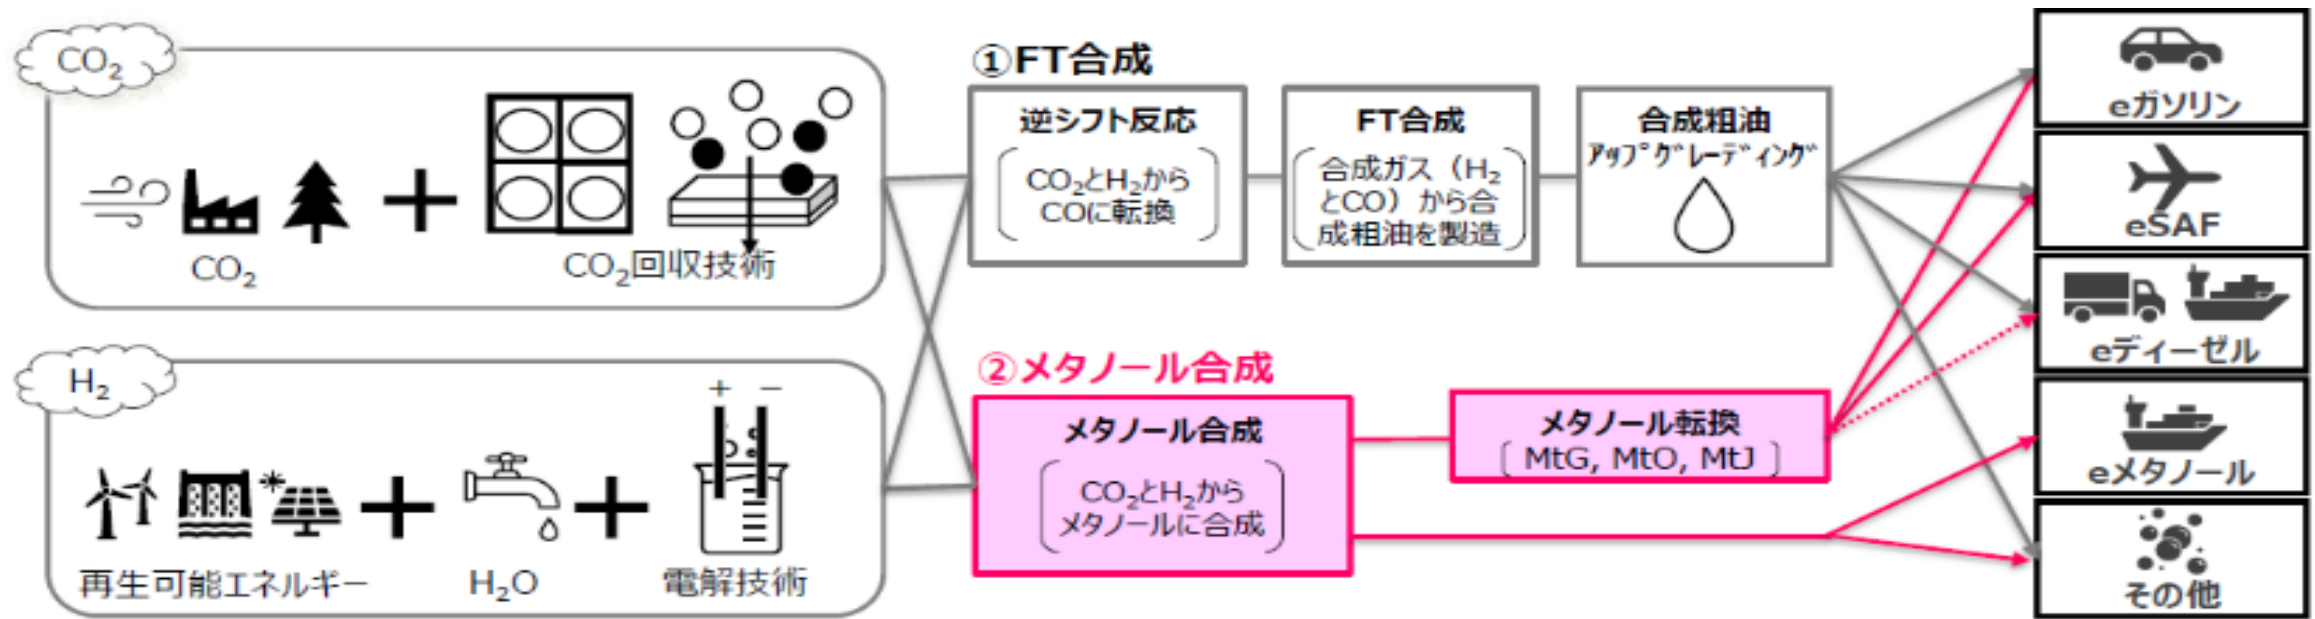 CO₂
CO₂
CO₂回収技術
H₂
+ −
再生可能エネルギー
H₂O
電解技術
①FT合成
逆シフト反応
CO₂とH₂から
COに転換
FT合成
合成ガス（H₂
とCO）から合
成粗油を製造
合成粗油
ｱｯﾌﾟｸﾞﾚｰﾃﾞｨﾝｸﾞ
②メタノール合成
メタノール合成
CO₂とH₂から
メタノールに合成
メタノール転換
[ MtG, MtO, MtJ ]
eガソリン
eSAF
eディーゼル
eメタノール
その他